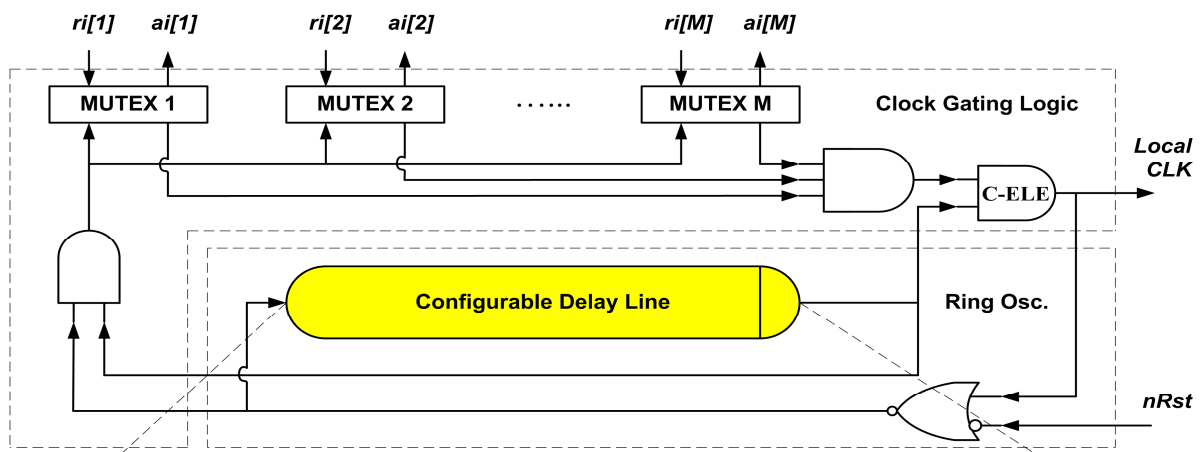 ri[1] ai[1] ri[2] ai[2] ri[M] ai[M]
MUTEX 1 MUTEX 2 ...... MUTEX M Clock Gating Logic
Local
CLK
C-ELE
Configurable Delay Line Ring Osc.
nRst